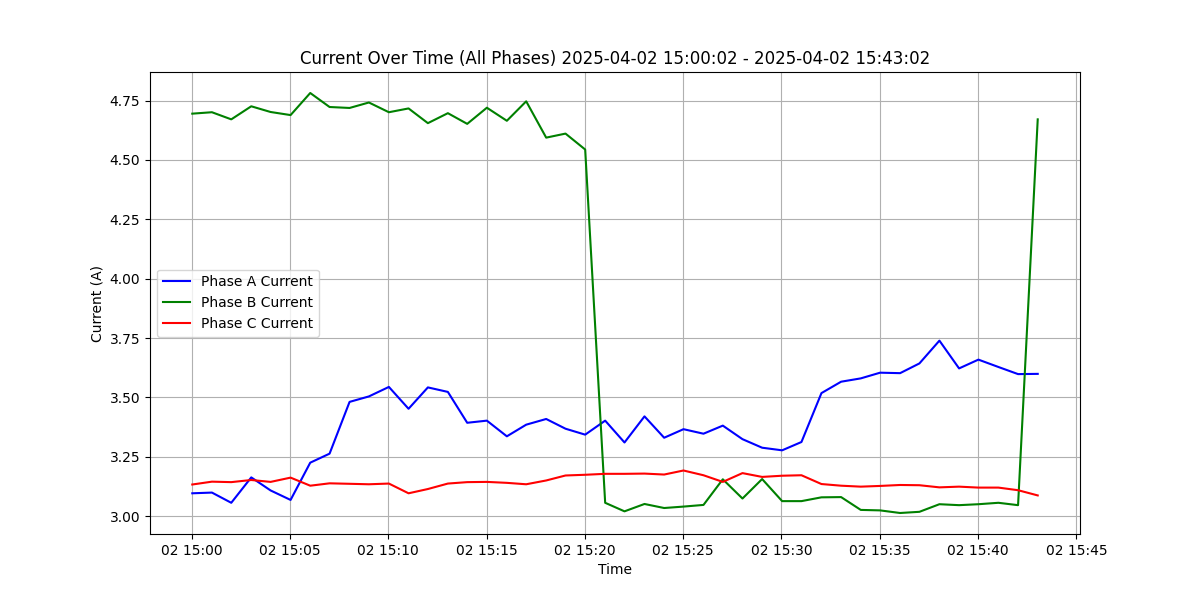 Current Over Time (All Phases) 2025-04-02 15:00:02 - 2025-04-02 15:43:02
Current (A)
4.75
4.50
4.25
4.00
3.75
3.50
3.25
3.00
Phase A Current
Phase B Current
Phase C Current
02 15:00 02 15:05 02 15:10 02 15:15 02 15:20 02 15:25 02 15:30 02 15:35 02 15:40 02 15:45
Time